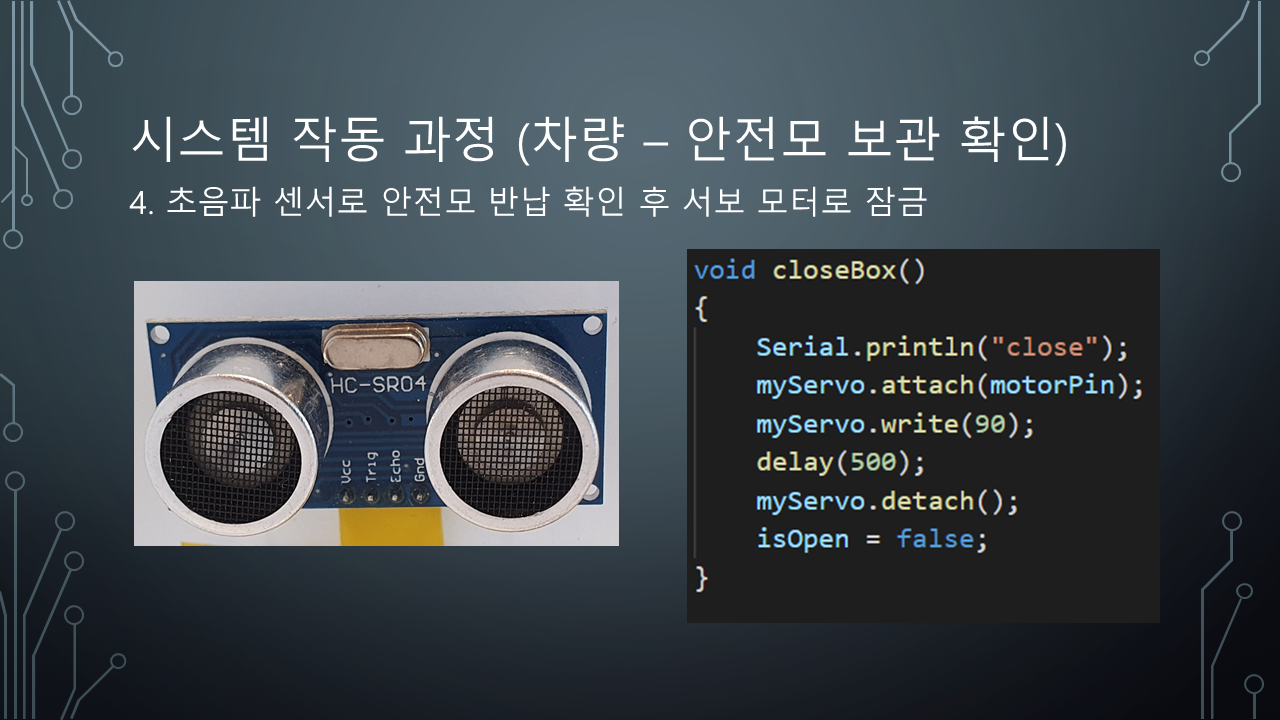 시스템 작동 과정 (차량 – 안전모 보관 확인)
4. 초음파 센서로 안전모 반납 확인 후 서보 모터로 잠금
HC-SR04
Vcc
Trig
Echo
Gnd
void closeBox()
{
    Serial.println("close");
    myServo.attach(motorPin);
    myServo.write(90);
    delay(500);
    myServo.detach();
    isOpen = false;
}